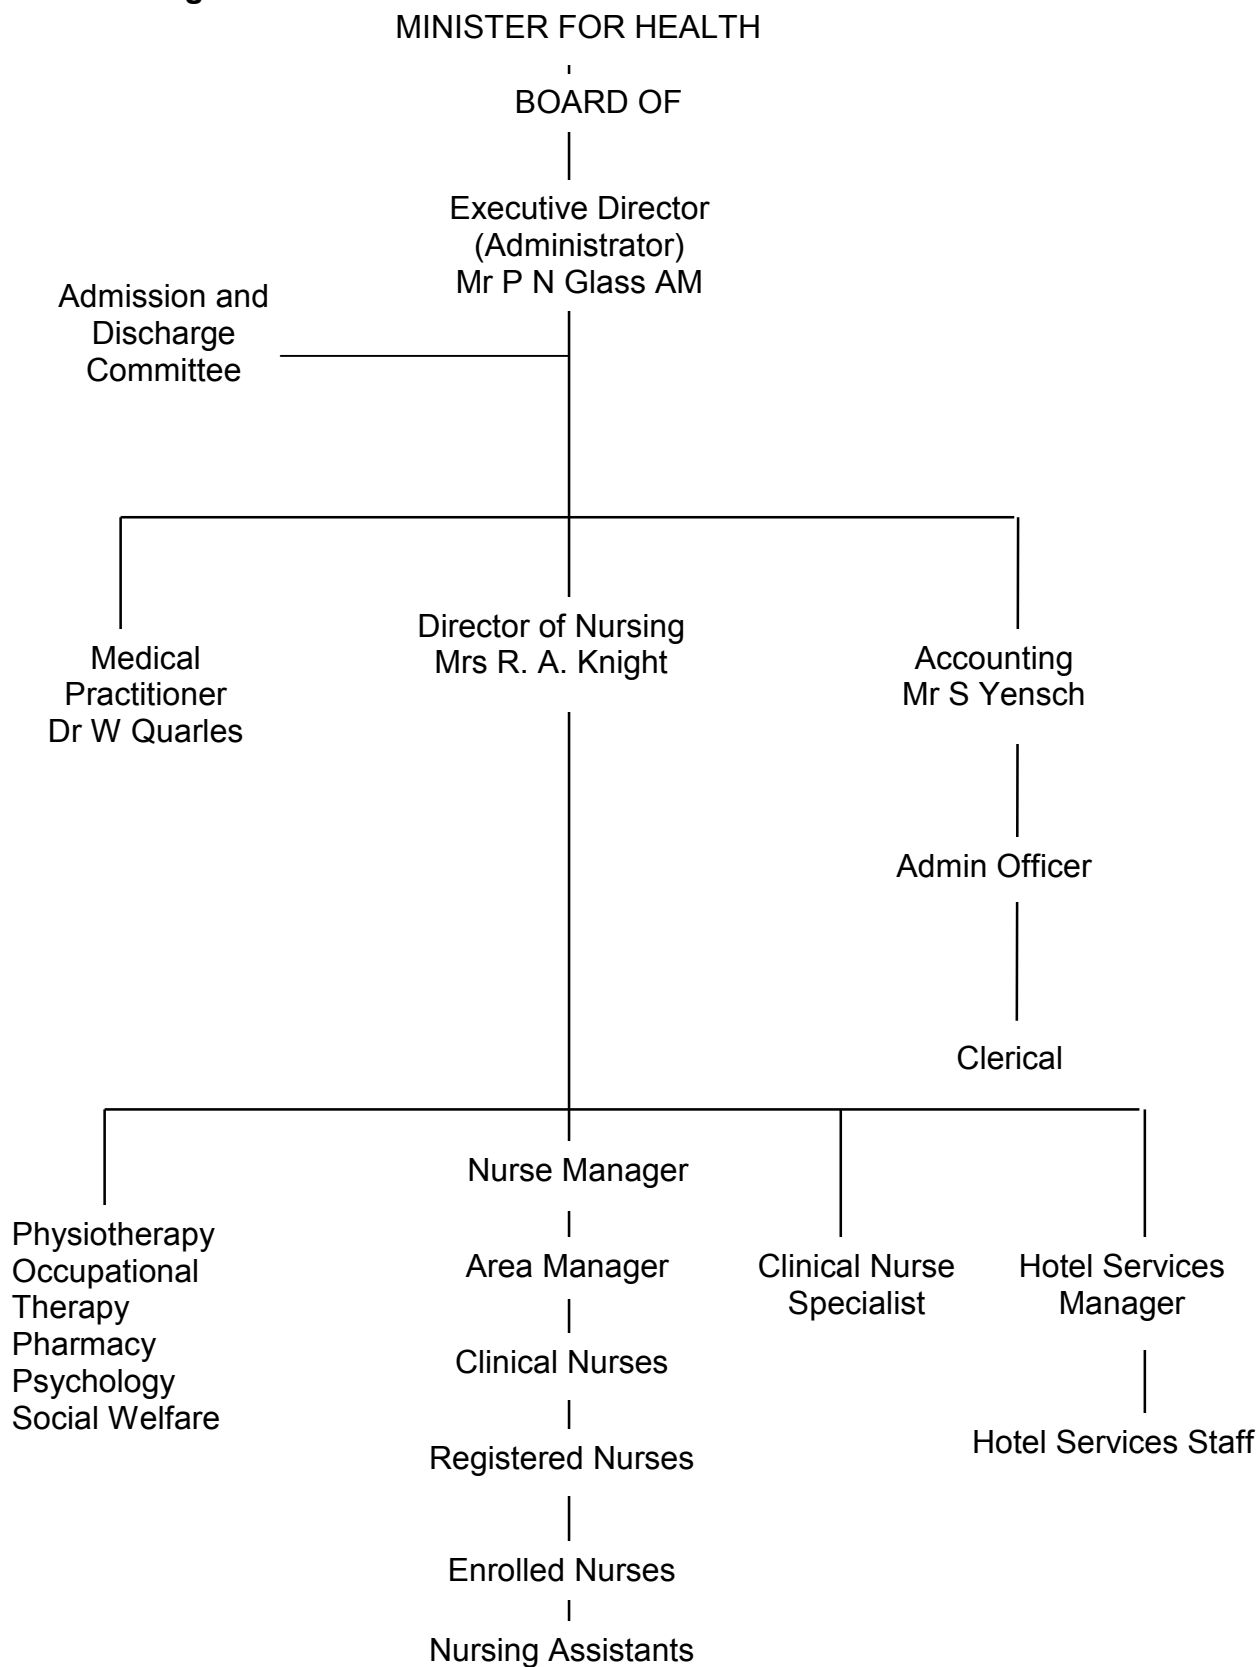 MINISTER FOR HEALTH
BOARD OF
Executive Director
(Administrator)
Mr P N Glass AM
Admission and
Discharge
Committee
Medical
Practitioner
Dr W Quarles
Director of Nursing
Mrs R. A. Knight
Accounting
Mr S Yensch
Admin Officer
Clerical
Physiotherapy
Occupational
Therapy
Pharmacy
Psychology
Social Welfare
Nurse Manager
Area Manager
Clinical Nurses
Registered Nurses
Enrolled Nurses
Nursing Assistants
Clinical Nurse
Specialist
Hotel Services
Manager
Hotel Services Staff